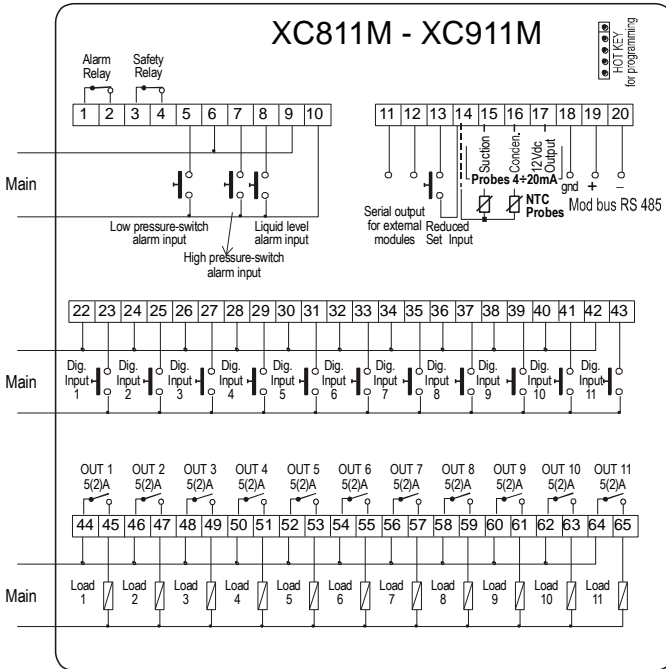 XC811M - XC911M
HOT KEY
for programming
Alarm
Relay
Safety
Relay
1 2 3 4 5 6 7 8 9 10
11 12 13 14 15 16 17 18 19 20
Main
Low pressure-switch
alarm input
High pressure-switch
alarm input
Liquid level
alarm input
Serial output
for external
modules
Reduced
Set Input
Suction
Conden.
12Vdc
Output
Probes 4÷20mA
NTC
Probes
gnd + –
Mod bus RS 485
22 23 24 25 26 27 28 29 30 31 32 33 34 35 36 37 38 39 40 41 42 43
Main
Dig.
Input
1
Dig.
Input
2
Dig.
Input
3
Dig.
Input
4
Dig.
Input
5
Dig.
Input
6
Dig.
Input
7
Dig.
Input
8
Dig.
Input
9
Dig.
Input
10
Dig.
Input
11
OUT 1
5(2)A
OUT 2
5(2)A
OUT 3
5(2)A
OUT 4
5(2)A
OUT 5
5(2)A
OUT 6
5(2)A
OUT 7
5(2)A
OUT 8
5(2)A
OUT 9
5(2)A
OUT 10
5(2)A
OUT 11
5(2)A
44 45 46 47 48 49 50 51 52 53 54 55 56 57 58 59 60 61 62 63 64 65
Main
Load
1
Load
2
Load
3
Load
4
Load
5
Load
6
Load
7
Load
8
Load
9
Load
10
Load
11